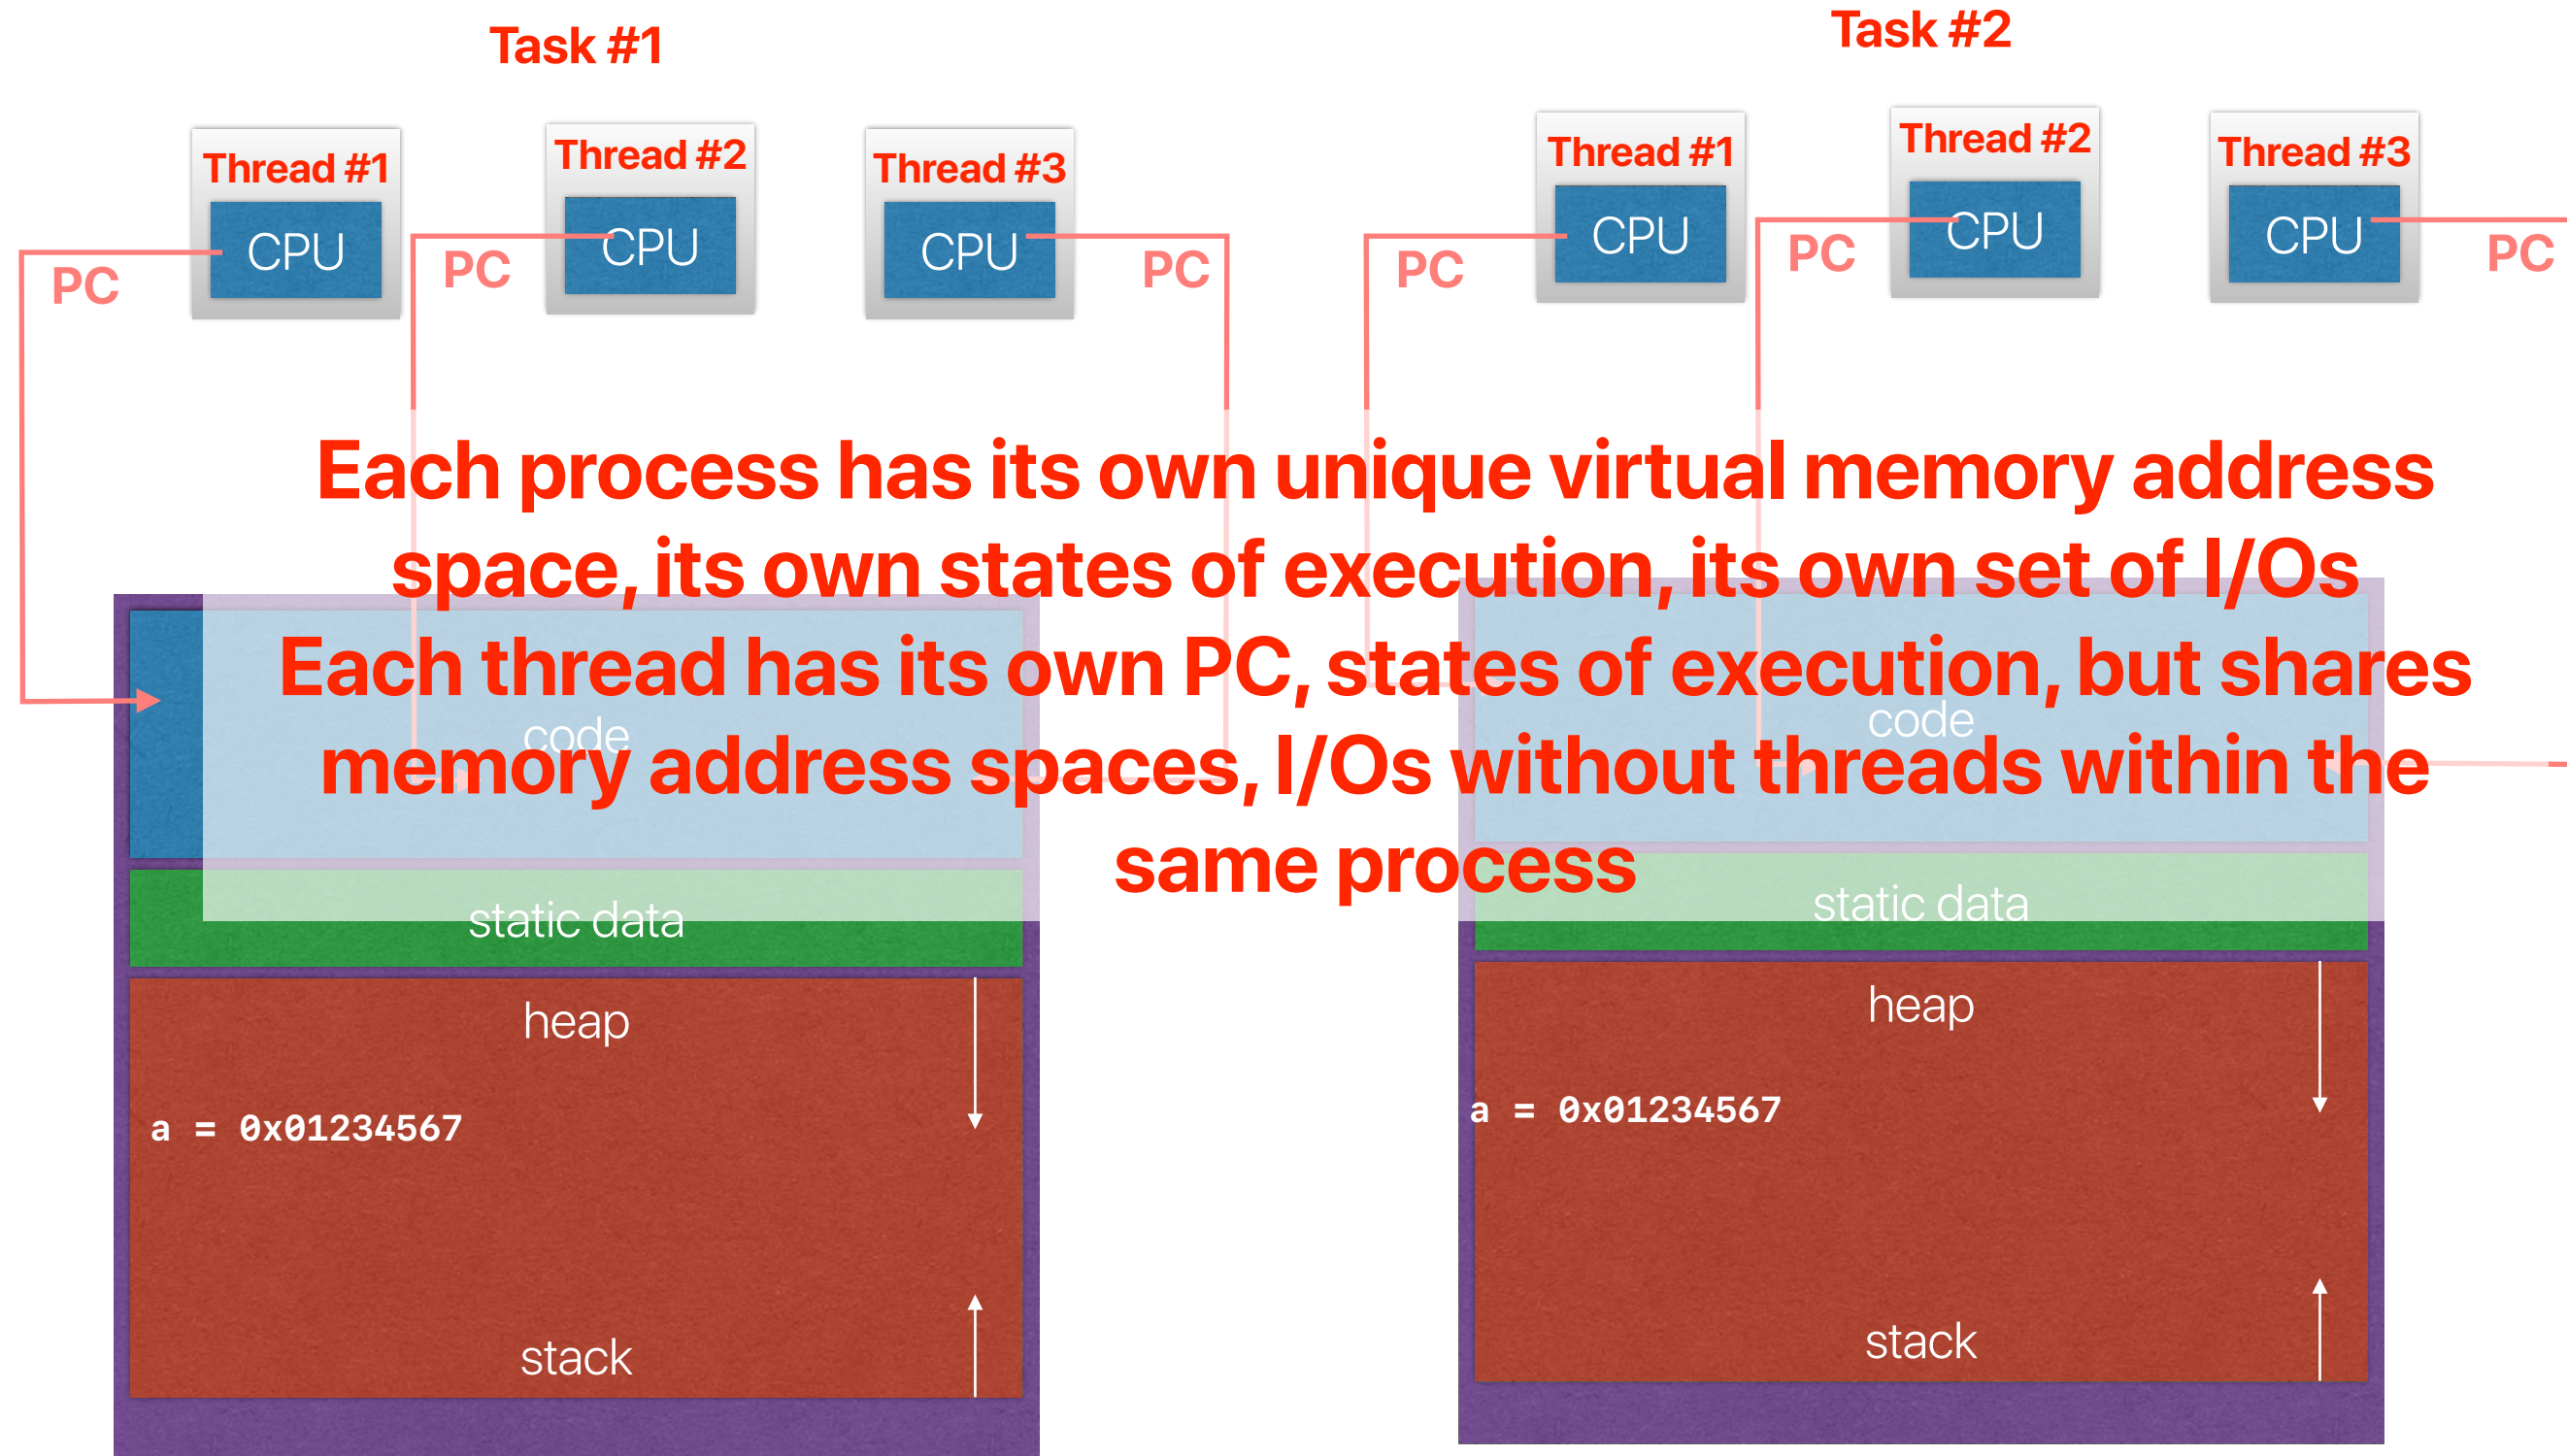 Task #1
Task #2
Thread #1
Thread #2
Thread #3
Thread #1
Thread #2
Thread #3
CPU
CPU
CPU
CPU
CPU
CPU
PC
PC
PC
PC
PC
PC
Each process has its own unique virtual memory address
space, its own states of execution, its own set of I/Os
Each thread has its own PC, states of execution, but shares
memory address spaces, I/Os without threads within the
same process
code
code
static data
static data
heap
heap
a = 0x01234567
a = 0x01234567
stack
stack